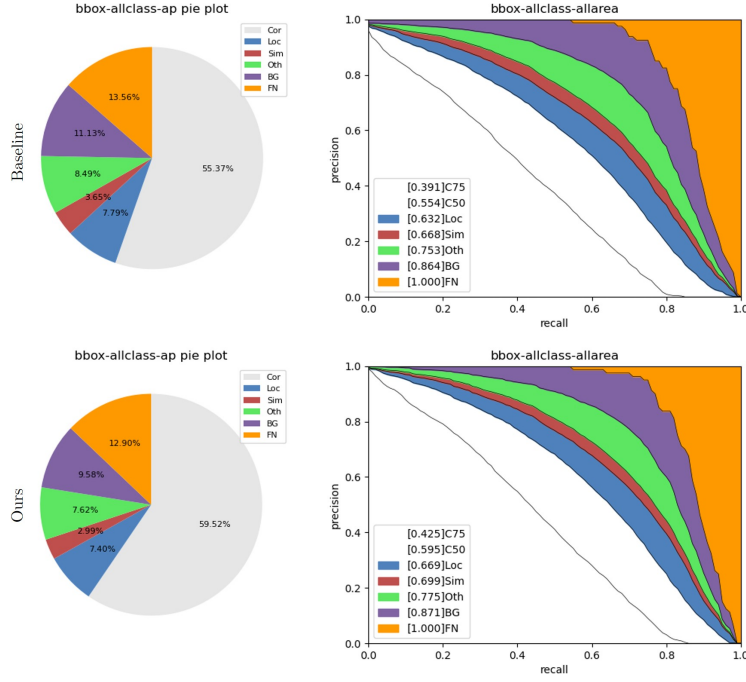 bbox-allclass-ap pie plot
Cor
Loc
Sim
Oth
BG
FN
13.56%
11.13%
8.49%
3.65%
7.79%
55.37%
Baseline
bbox-allclass-allarea
1.0
0.8
0.6
0.4
0.2
0.0
precision
[0.391]C75
[0.554]C50
[0.632]Loc
[0.668]Sim
[0.753]Oth
[0.864]BG
[1.000]FN
0.0 0.2 0.4 0.6 0.8 1.0
recall
bbox-allclass-ap pie plot
Cor
Loc
Sim
Oth
BG
FN
12.90%
9.58%
7.62%
2.99%
7.40%
59.52%
Ours
bbox-allclass-allarea
1.0
0.8
0.6
0.4
0.2
0.0
precision
[0.425]C75
[0.595]C50
[0.669]Loc
[0.699]Sim
[0.775]Oth
[0.871]BG
[1.000]FN
0.0 0.2 0.4 0.6 0.8 1.0
recall